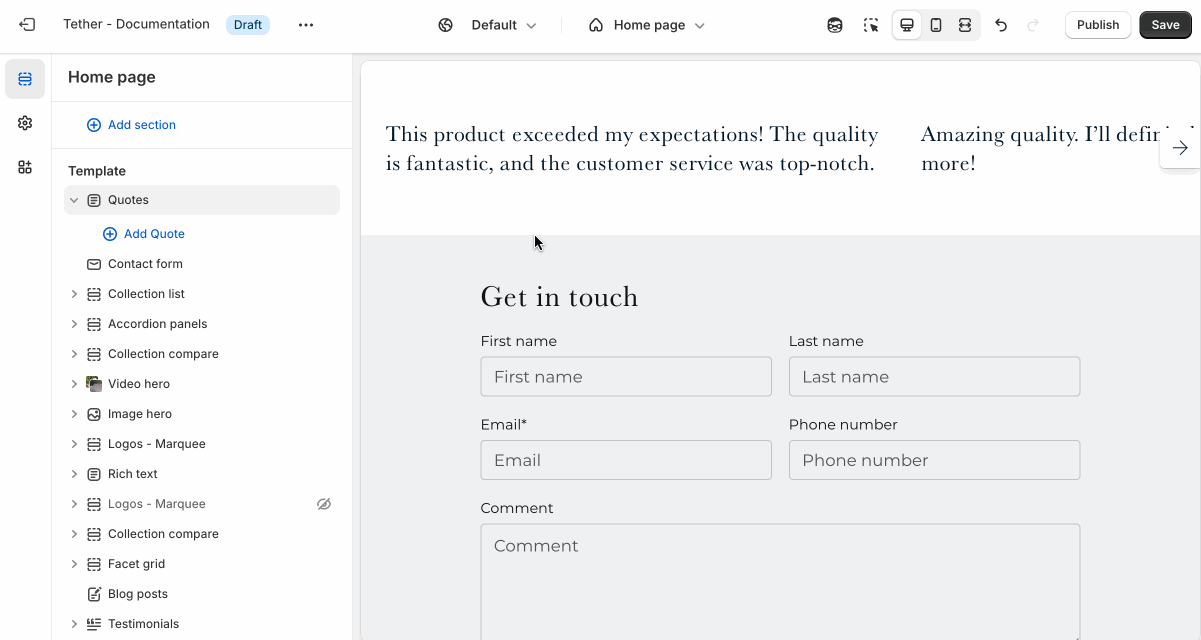 Tether - Documentation Draft
Default
Home page
Publish
Save
Home page
Add section
Template
Quotes
Add Quote
Contact form
Collection list
Accordion panels
Collection compare
Video hero
Image hero
Logos - Marquee
Rich text
Logos - Marquee
Collection compare
Facet grid
Blog posts
Testimonials
This product exceeded my expectations! The quality
is fantastic, and the customer service was top-notch.
Amazing quality. I'll
more!
Get in touch
First name
Last name
First name
Last name
Email*
Phone number
Email
Phone number
Comment
Comment